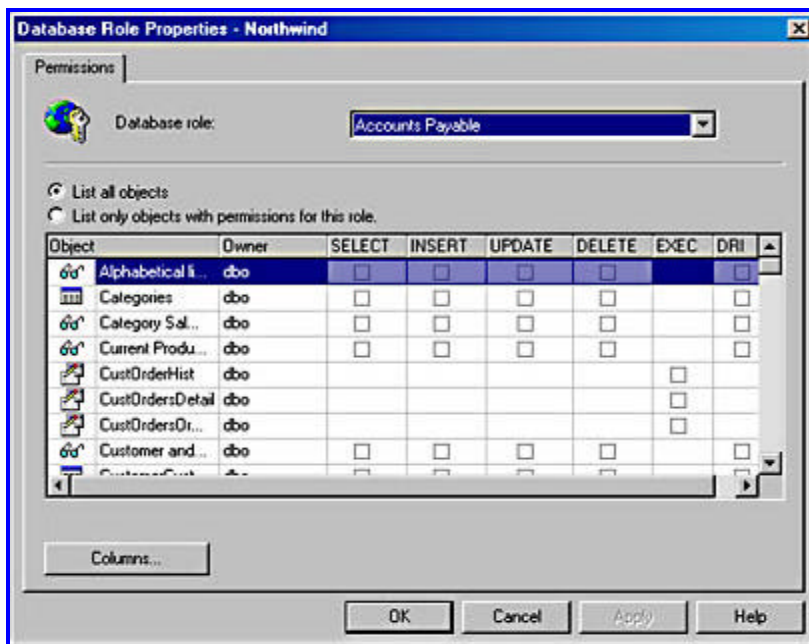 Database Role Properties - Northwind
Permissions
Database role: Accounts Payable
List all objects
List only objects with permissions for this role.
Object Owner SELECT INSERT UPDATE DELETE EXEC DRI
Alphabetical li... dbo
Categories dbo
Category Sal... dbo
Current Produ... dbo
CustOrderHist dbo
CustOrdersDetail dbo
CustOrdersOr... dbo
Customer and... dbo
Columns...
OK Cancel Apply Help